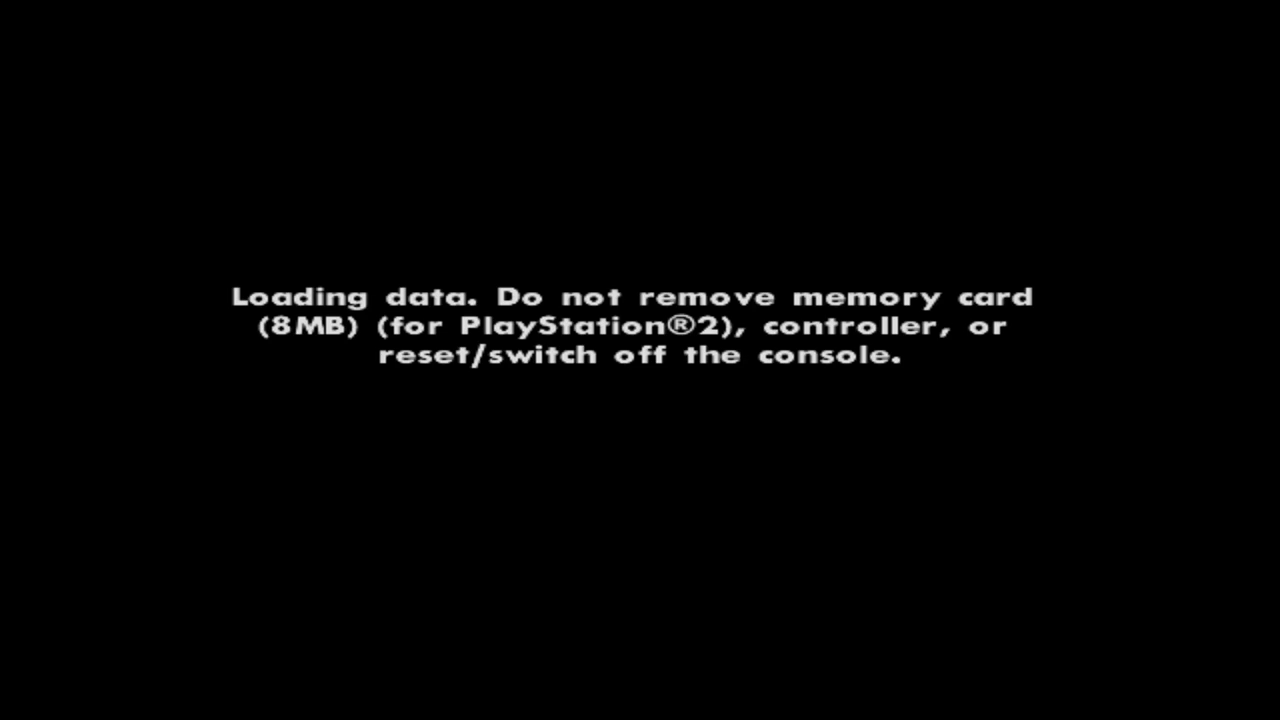 Loading data. Do not remove memory card
(8MB) (for PlayStation®2), controller, or
reset/switch off the console.